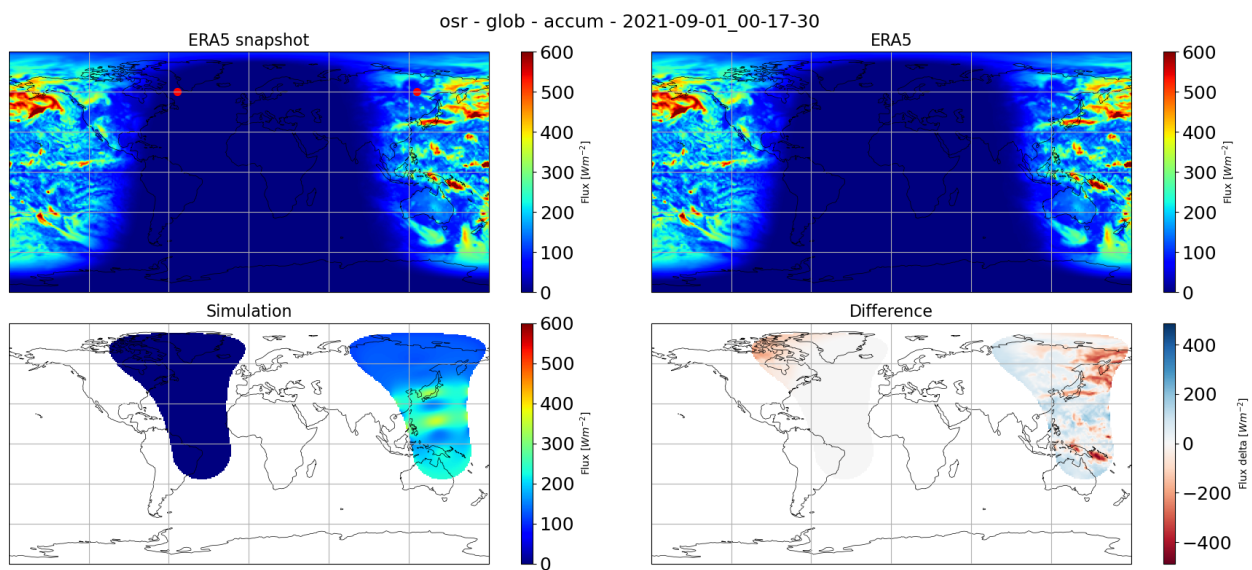 osr - glob - accum - 2021-09-01_00-17-30
ERA5 snapshot
600
500
400
300
200
100
0
Flux [Wm⁻²]
ERA5
600
500
400
300
200
100
0
Flux [Wm⁻²]
Simulation
600
500
400
300
200
100
0
Flux [Wm⁻²]
Difference
400
200
0
−200
−400
Flux delta [Wm⁻²]